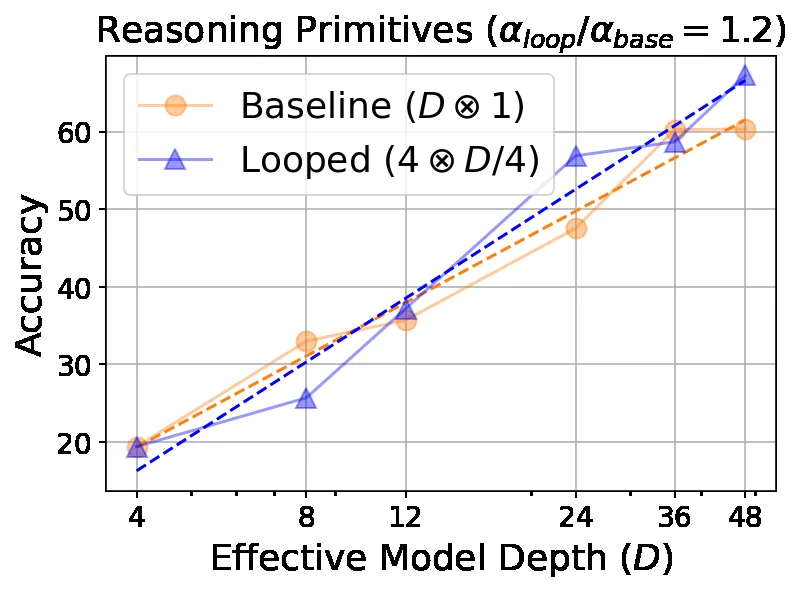 Reasoning Primitives (α_loop/α_base = 1.2)
Baseline (D ⊗ 1)
Looped (4 ⊗ D/4)
Accuracy
60
50
40
30
20
4 8 12 24 36 48
Effective Model Depth (D)